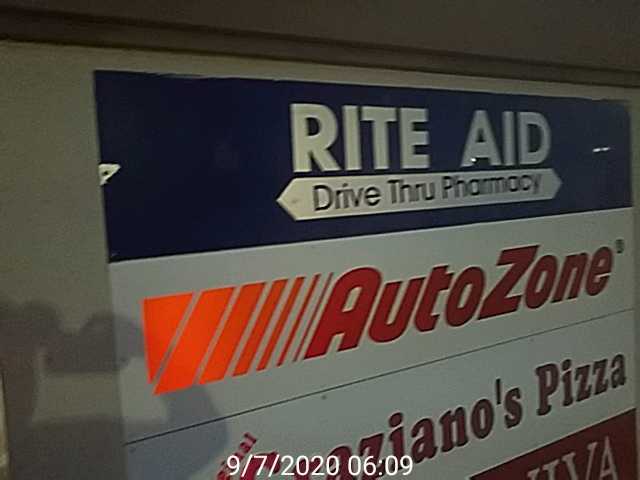 RITE AID
Drive Thru Pharmacy
AutoZone®
Pizza
9/7/2020 06:09